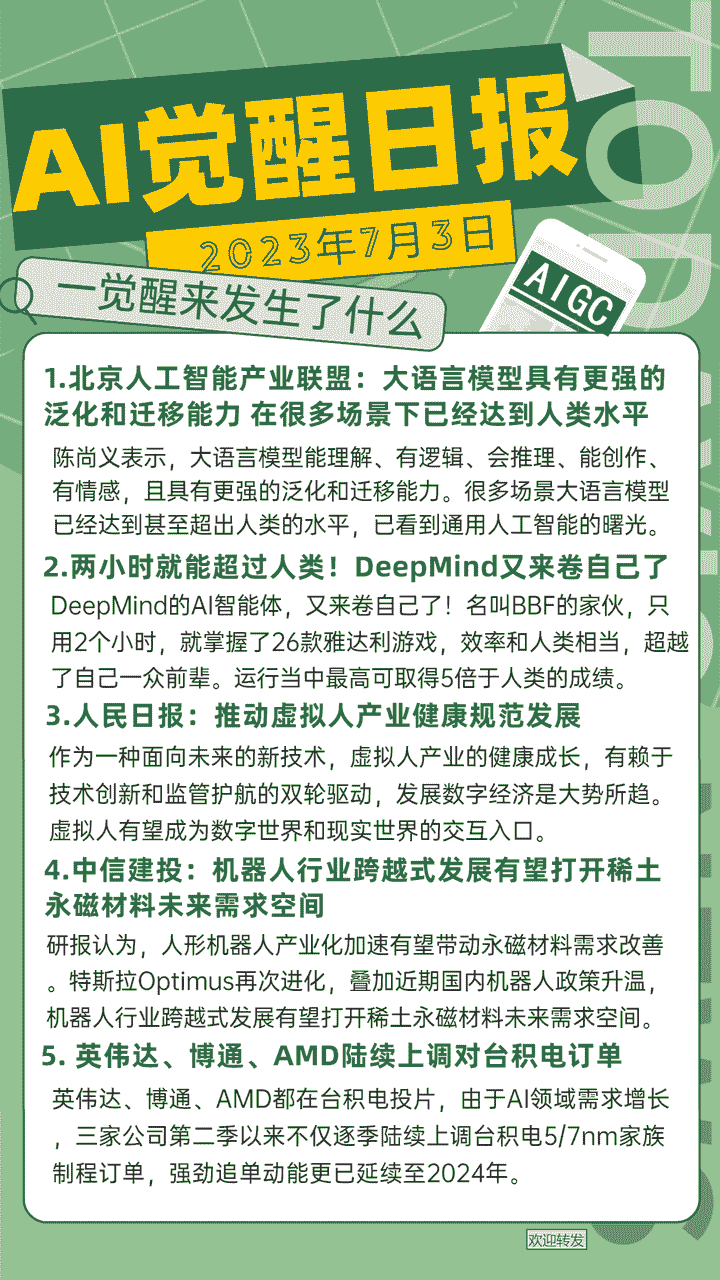 AI觉醒日报
2023年7月3日
一觉醒来发生了什么
AIGC
1.北京人工智能产业联盟：大语言模型具有更强的
泛化和迁移能力 在很多场景下已经达到人类水平
陈尚义表示，大语言模型能理解、有逻辑、会推理、能创作、
有情感，且具有更强的泛化和迁移能力。很多场景大语言模型
已经达到甚至超出人类的水平，已看到通用人工智能的曙光。
2.两小时就能超过人类！DeepMind又来卷自己了
DeepMind的AI智能体，又来卷自己了！名叫BBF的家伙，只
用2个小时，就掌握了26款雅达利游戏，效率和人类相当，超越
了自己一众前辈。运行当中最高可取得5倍于人类的成绩。
3.人民日报：推动虚拟人产业健康规范发展
作为一种面向未来的新技术，虚拟人产业的健康成长，有赖于
技术创新和监管护航的双轮驱动，发展数字经济是大势所趋。
虚拟人有望成为数字世界和现实世界的交互入口。
4.中信建投：机器人行业跨越式发展有望打开稀土
永磁材料未来需求空间
研报认为，人形机器人产业化加速有望带动永磁材料需求改善
。特斯拉Optimus再次进化，叠加近期国内机器人政策升温，
机器人行业跨越式发展有望打开稀土永磁材料未来需求空间。
5. 英伟达、博通、AMD陆续上调对台积电订单
英伟达、博通、AMD都在台积电投片，由于AI领域需求增长
，三家公司第二季以来不仅逐季陆续上调台积电5/7nm家族
制程订单，强劲追单动能更已延续至2024年。
欢迎转发